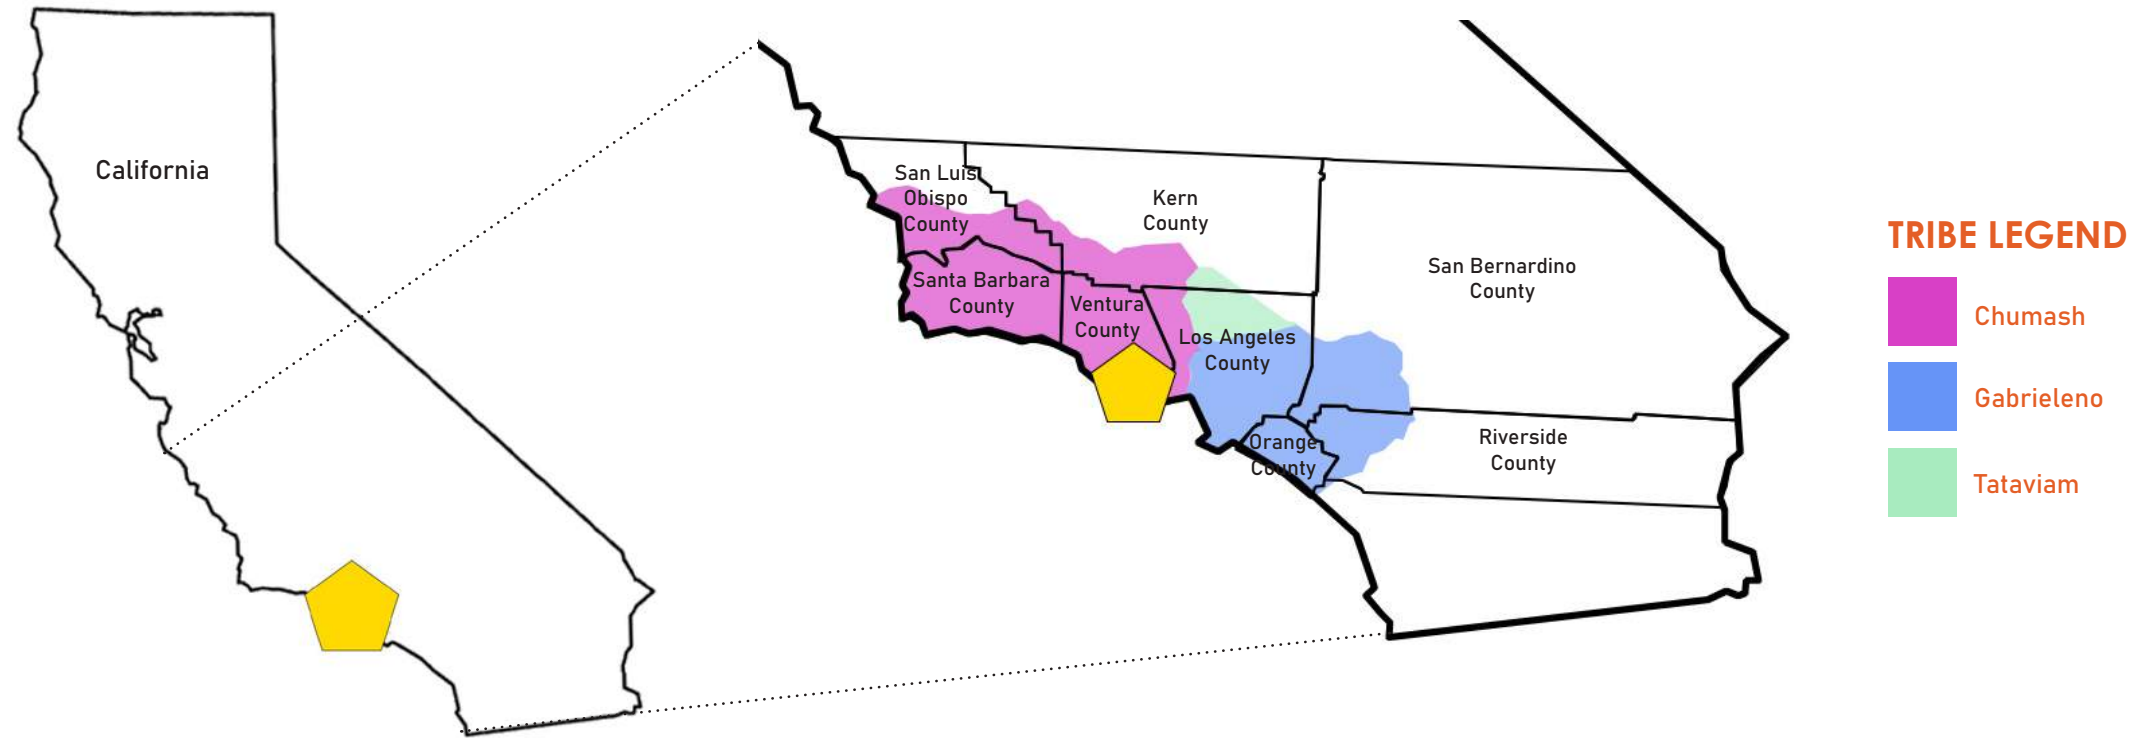 California
San Luis
Obispo
County
Kern
County
San Bernardino
County
Santa Barbara
County
Ventura
County
Los Angeles
County
Orange
County
Riverside
County
TRIBE LEGEND
Chumash
Gabrieleno
Tataviam